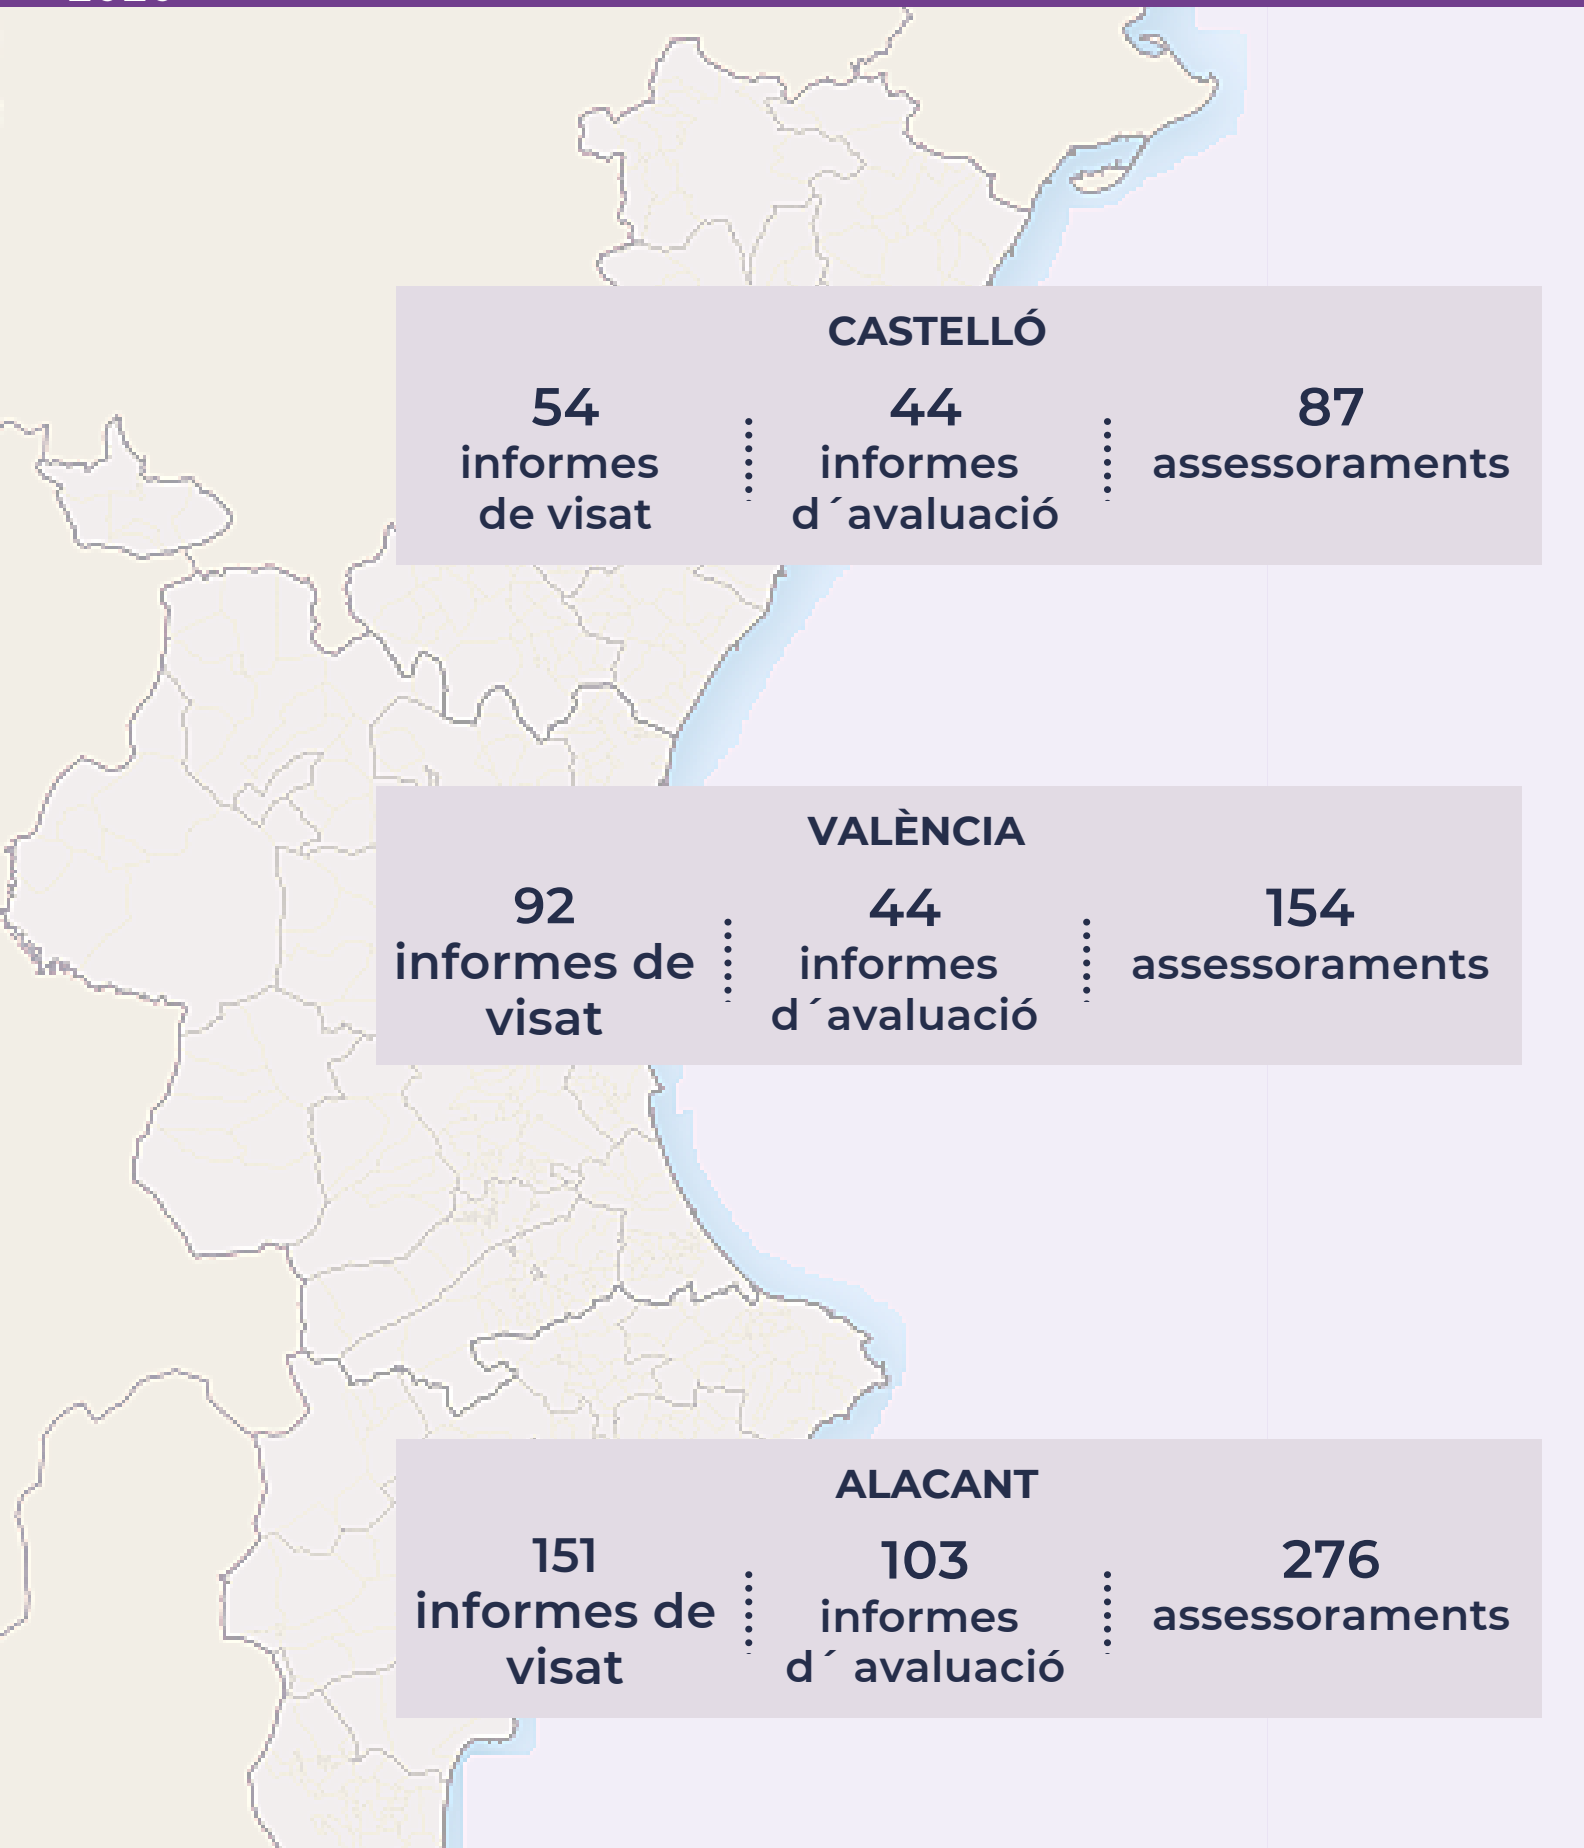 CASTELLÓ
54
informes
de visat
44
informes
d´avaluació
87
assessoraments
VALÈNCIA
92
informes de
visat
44
informes
d´avaluació
154
assessoraments
ALACANT
151
informes de
visat
103
informes
d´ avaluació
276
assessoraments